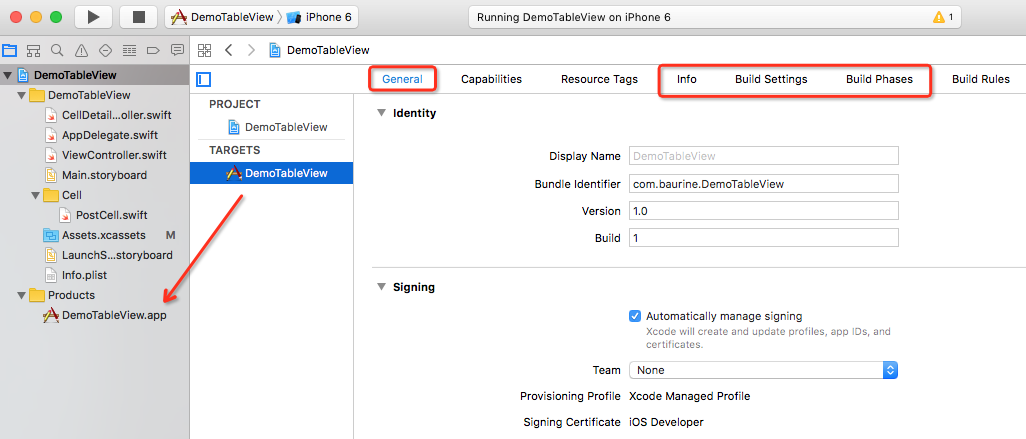 DemoTableView iPhone 6 Running DemoTableView on iPhone 6 1
DemoTableView
DemoTableView
DemoTableView
CellDetail...oller.swift
AppDelegate.swift
ViewController.swift
Main.storyboard
Cell
PostCell.swift
Assets.xcassets M
LaunchS...storyboard
Info.plist
Products
DemoTableView.app
General Capabilities Resource Tags Info Build Settings Build Phases Build Rules
PROJECT
DemoTableView
TARGETS
DemoTableView
Identity
Display Name DemoTableView
Bundle Identifier com.baurine.DemoTableView
Version 1.0
Build 1
Signing
Automatically manage signing
Xcode will create and update profiles, app IDs, and
certificates.
Team None
Provisioning Profile Xcode Managed Profile
Signing Certificate iOS Developer